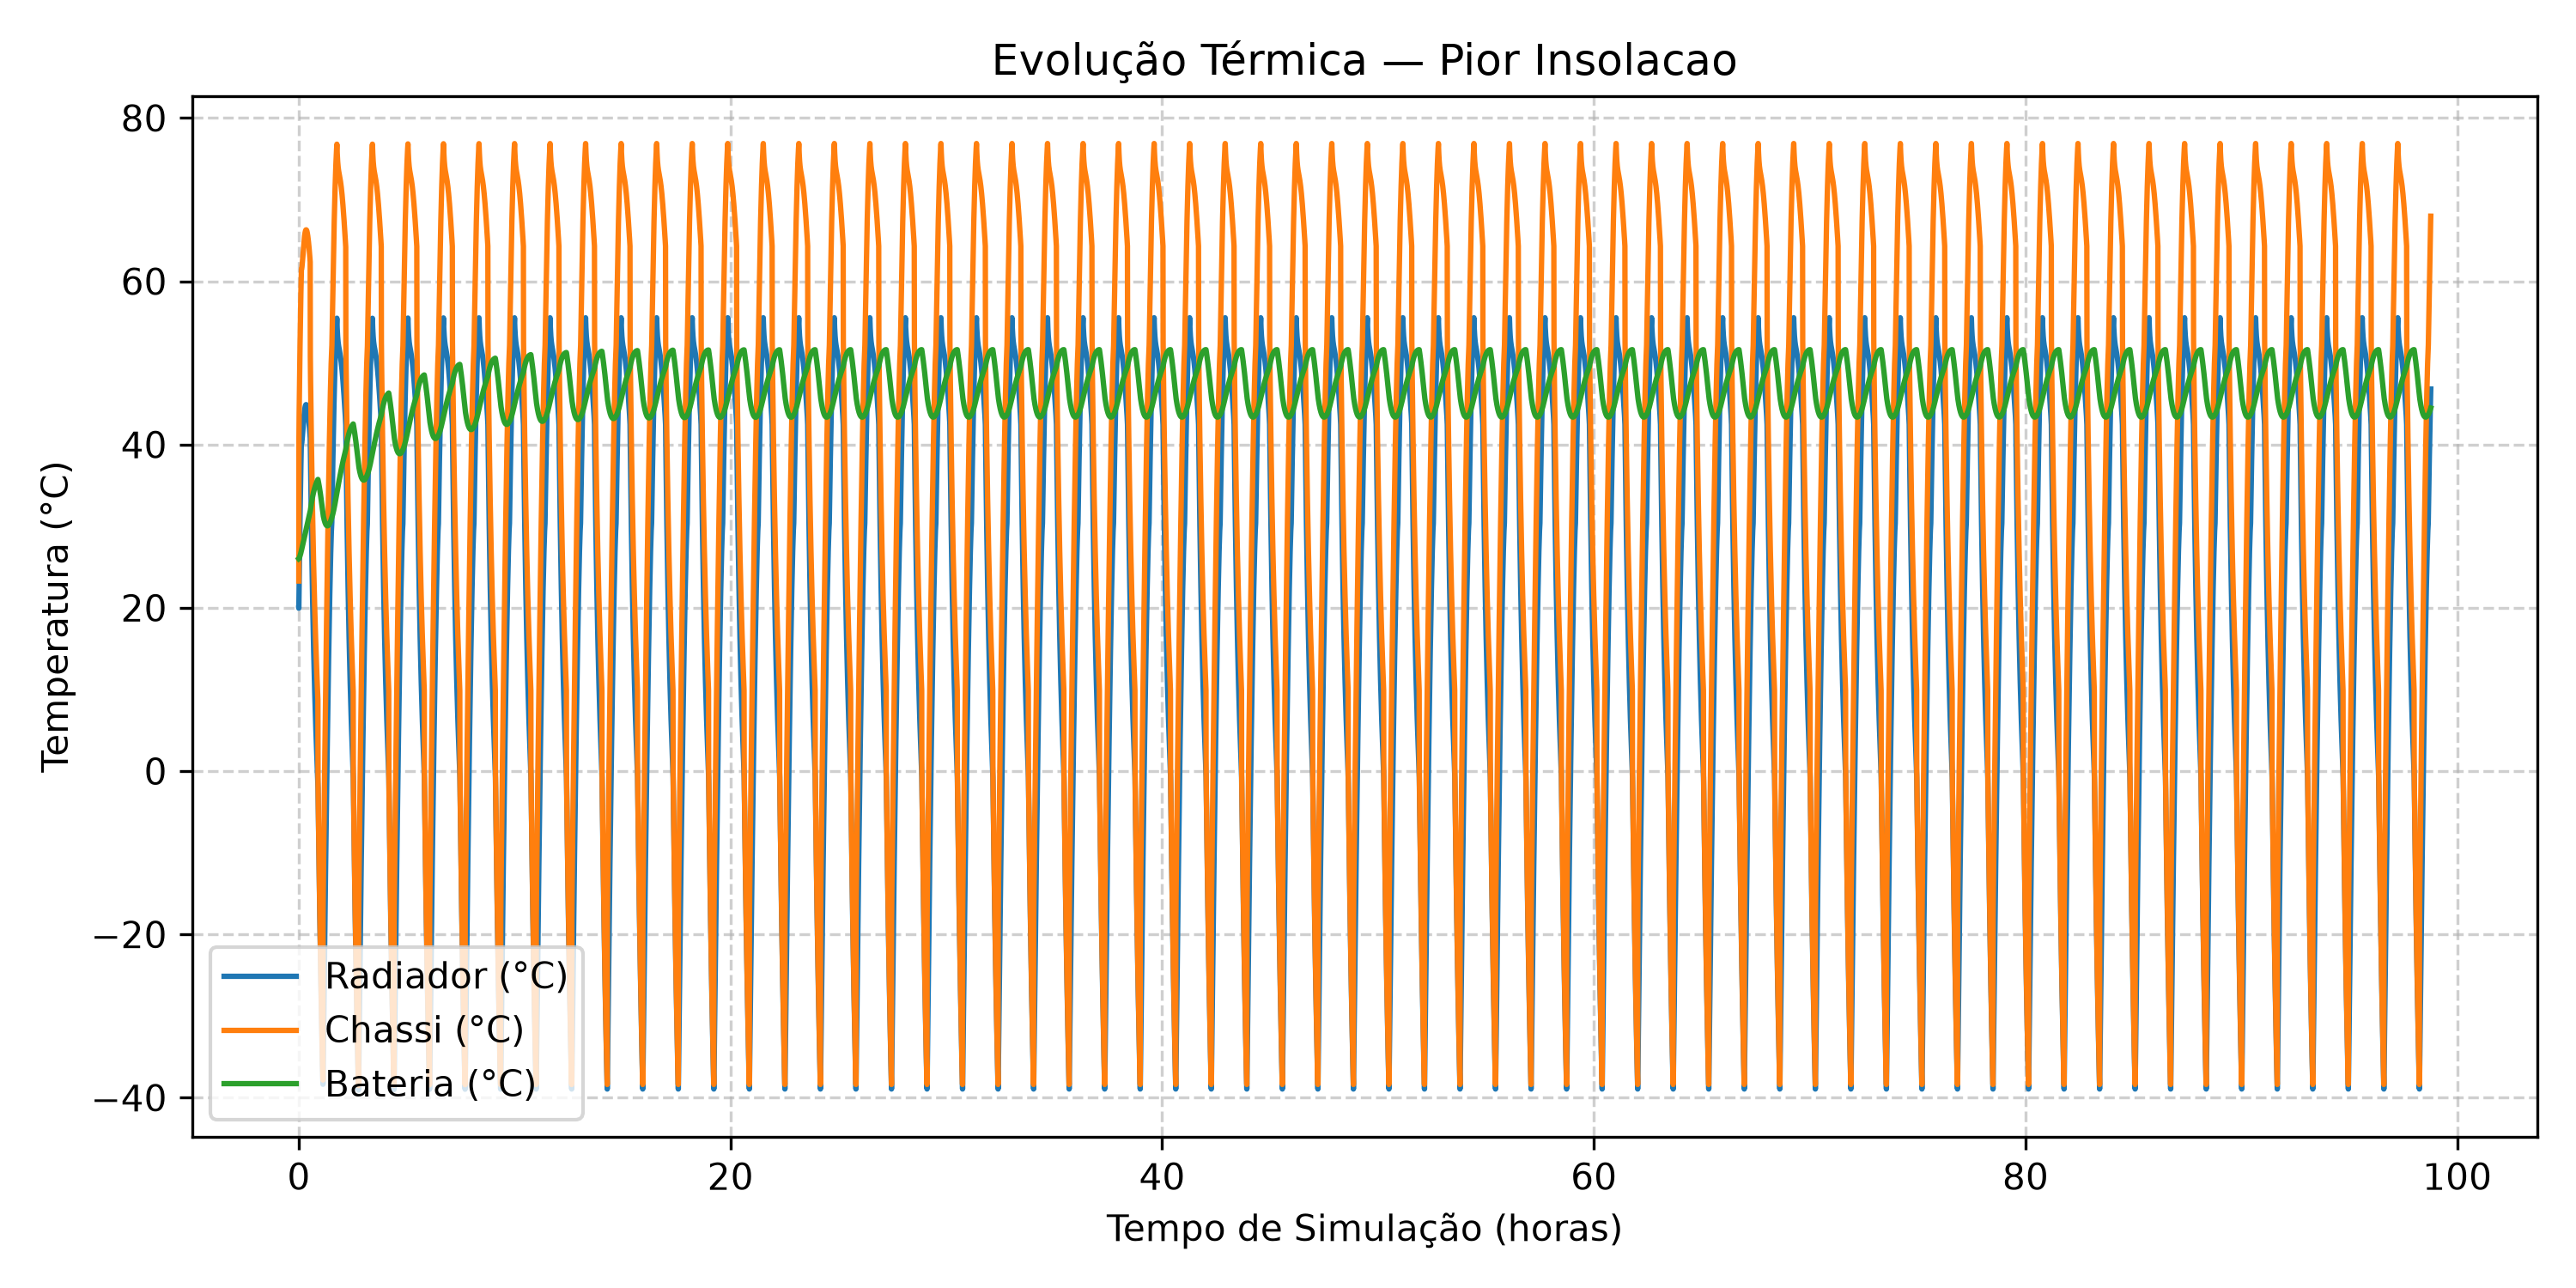 Evolução Térmica — Pior Insolacao
Temperatura (°C)
80
60
40
20
0
−20
−40
Radiador (°C)
Chassi (°C)
Bateria (°C)
0 20 40 60 80 100
Tempo de Simulação (horas)